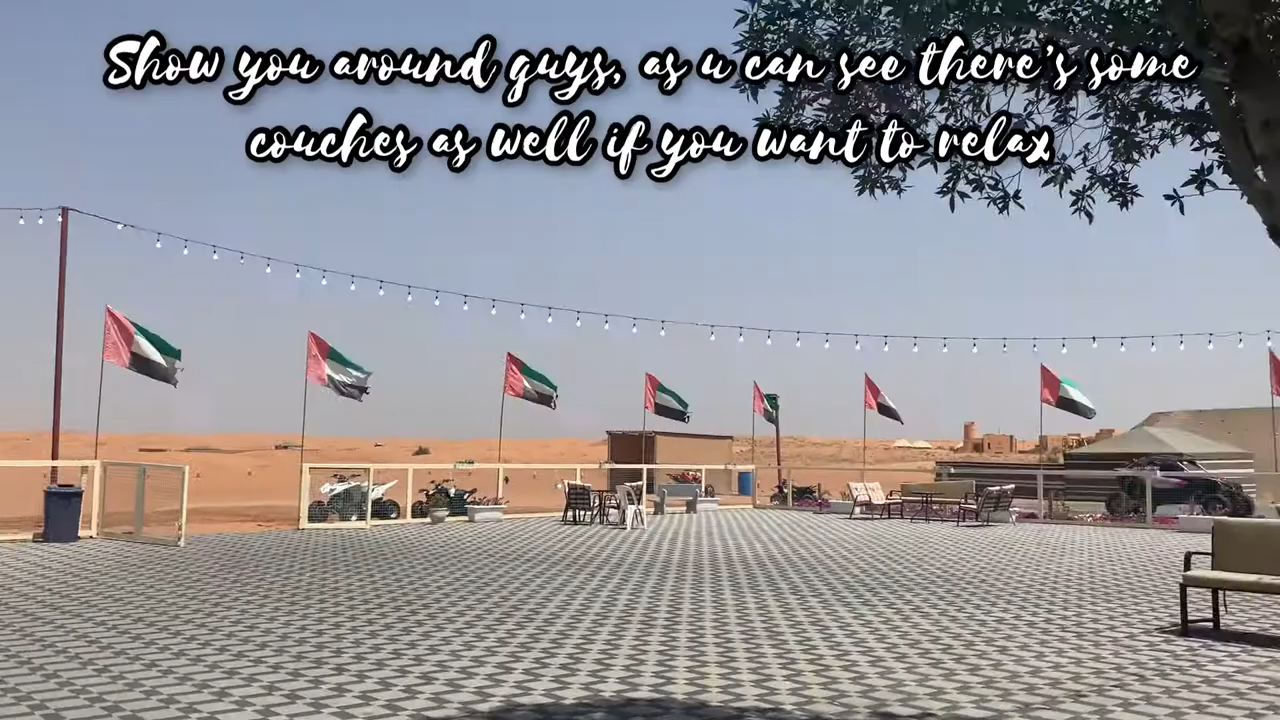 Show you around guys, as u can see there's some
couches as well if you want to relax